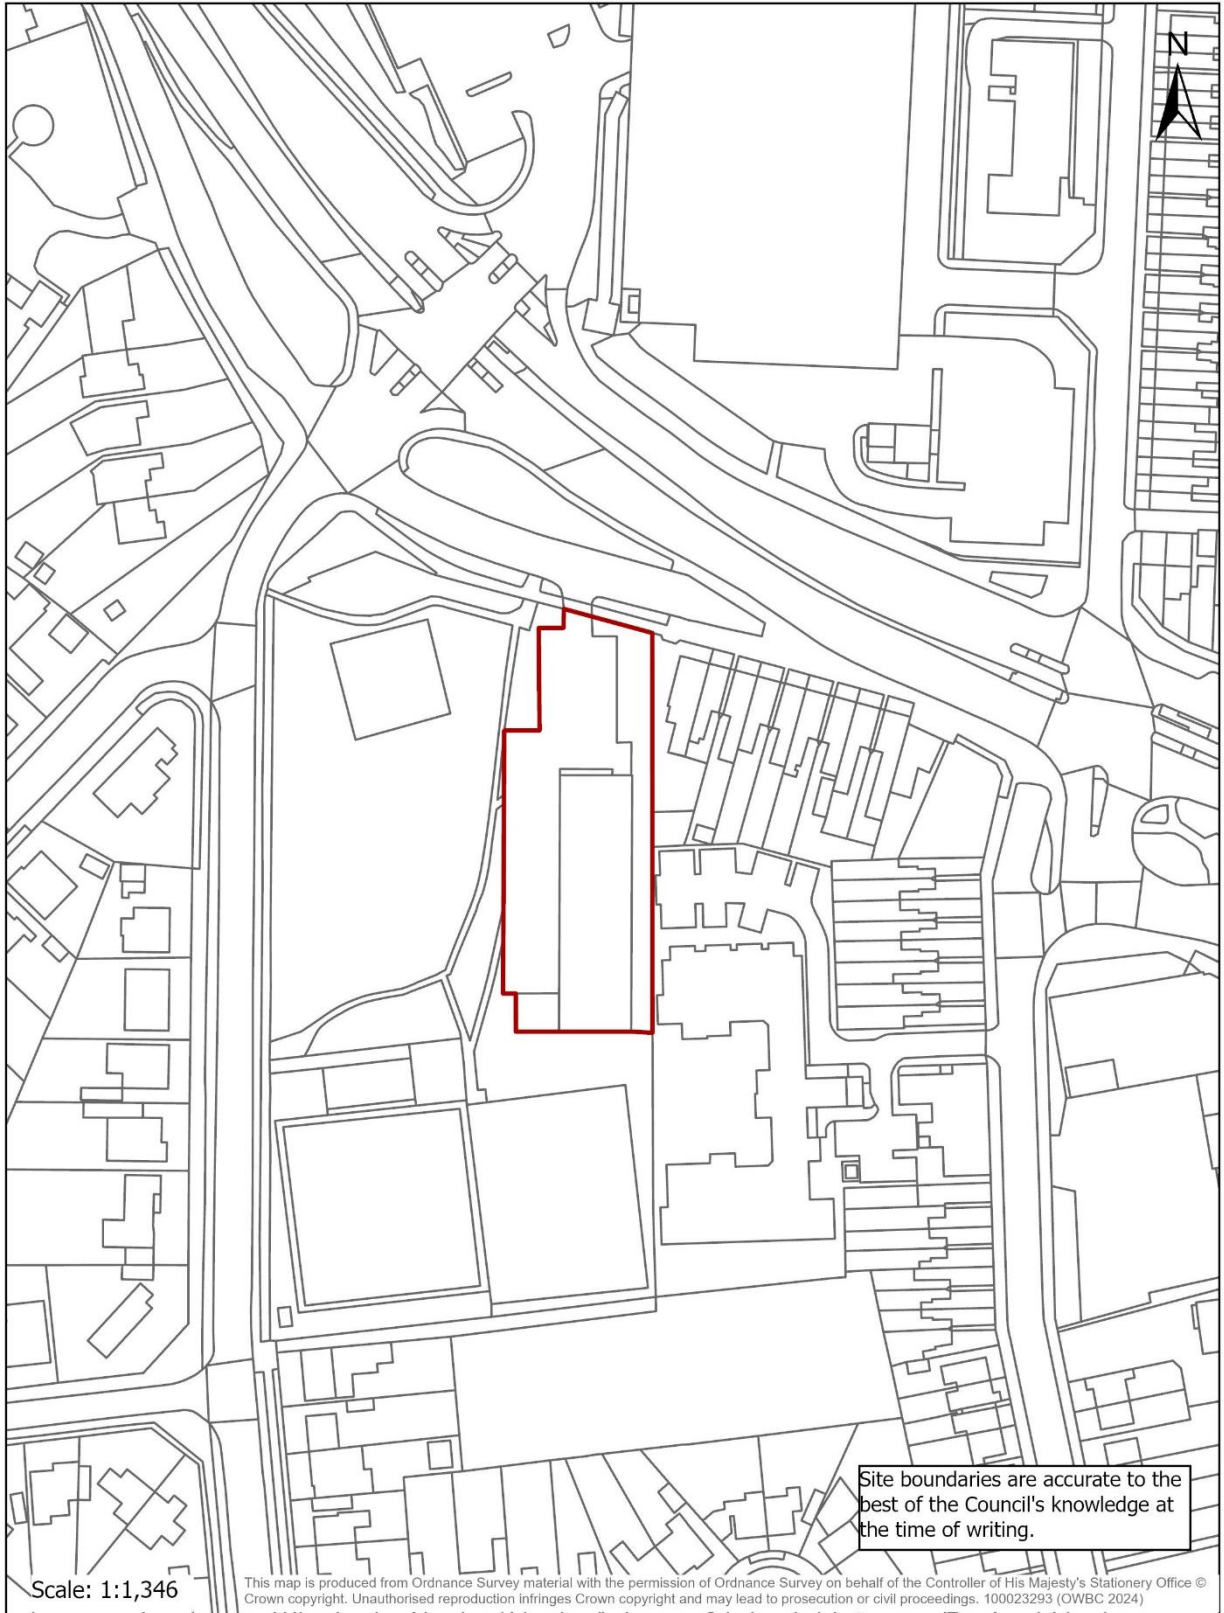 N
Site boundaries are accurate to the
best of the Council's knowledge at
the time of writing.
Scale: 1:1,346
This map is produced from Ordnance Survey material with the permission of Ordnance Survey on behalf of the Controller of His Majesty's Stationery Office ©
Crown copyright. Unauthorised reproduction infringes Crown copyright and may lead to prosecution or civil proceedings. 100023293 (OWBC 2024)